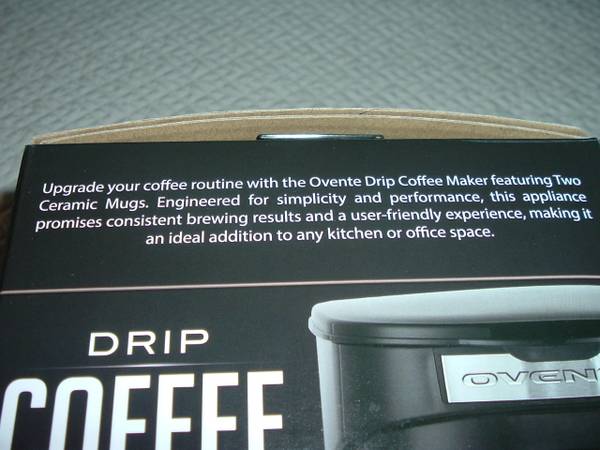 Upgrade your coffee routine with the Ovente Drip Coffee Maker featuring Two
Ceramic Mugs. Engineered for simplicity and performance, this appliance
promises consistent brewing results and a user-friendly experience, making it
an ideal addition to any kitchen or office space.
DRIP
COFFEE
OVEN